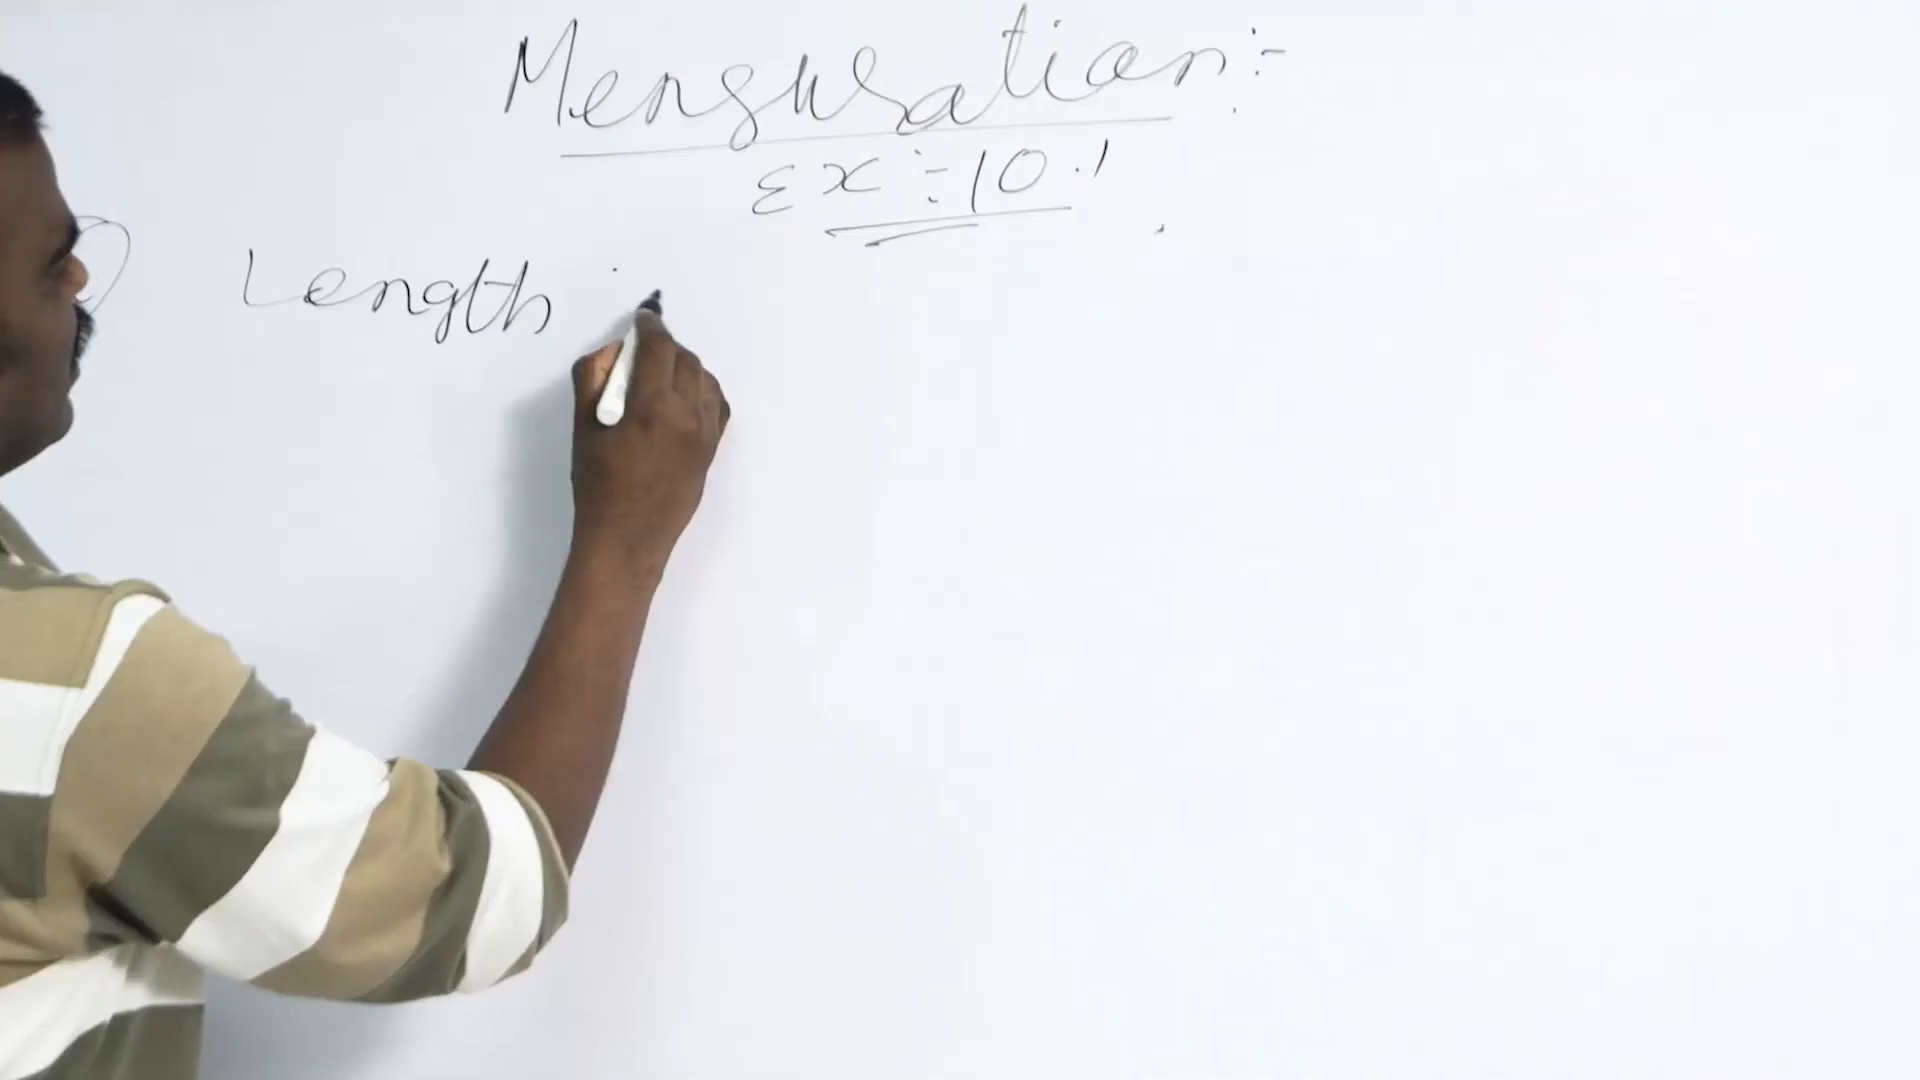 Mensuration :-
Ex :- 10.1
Length